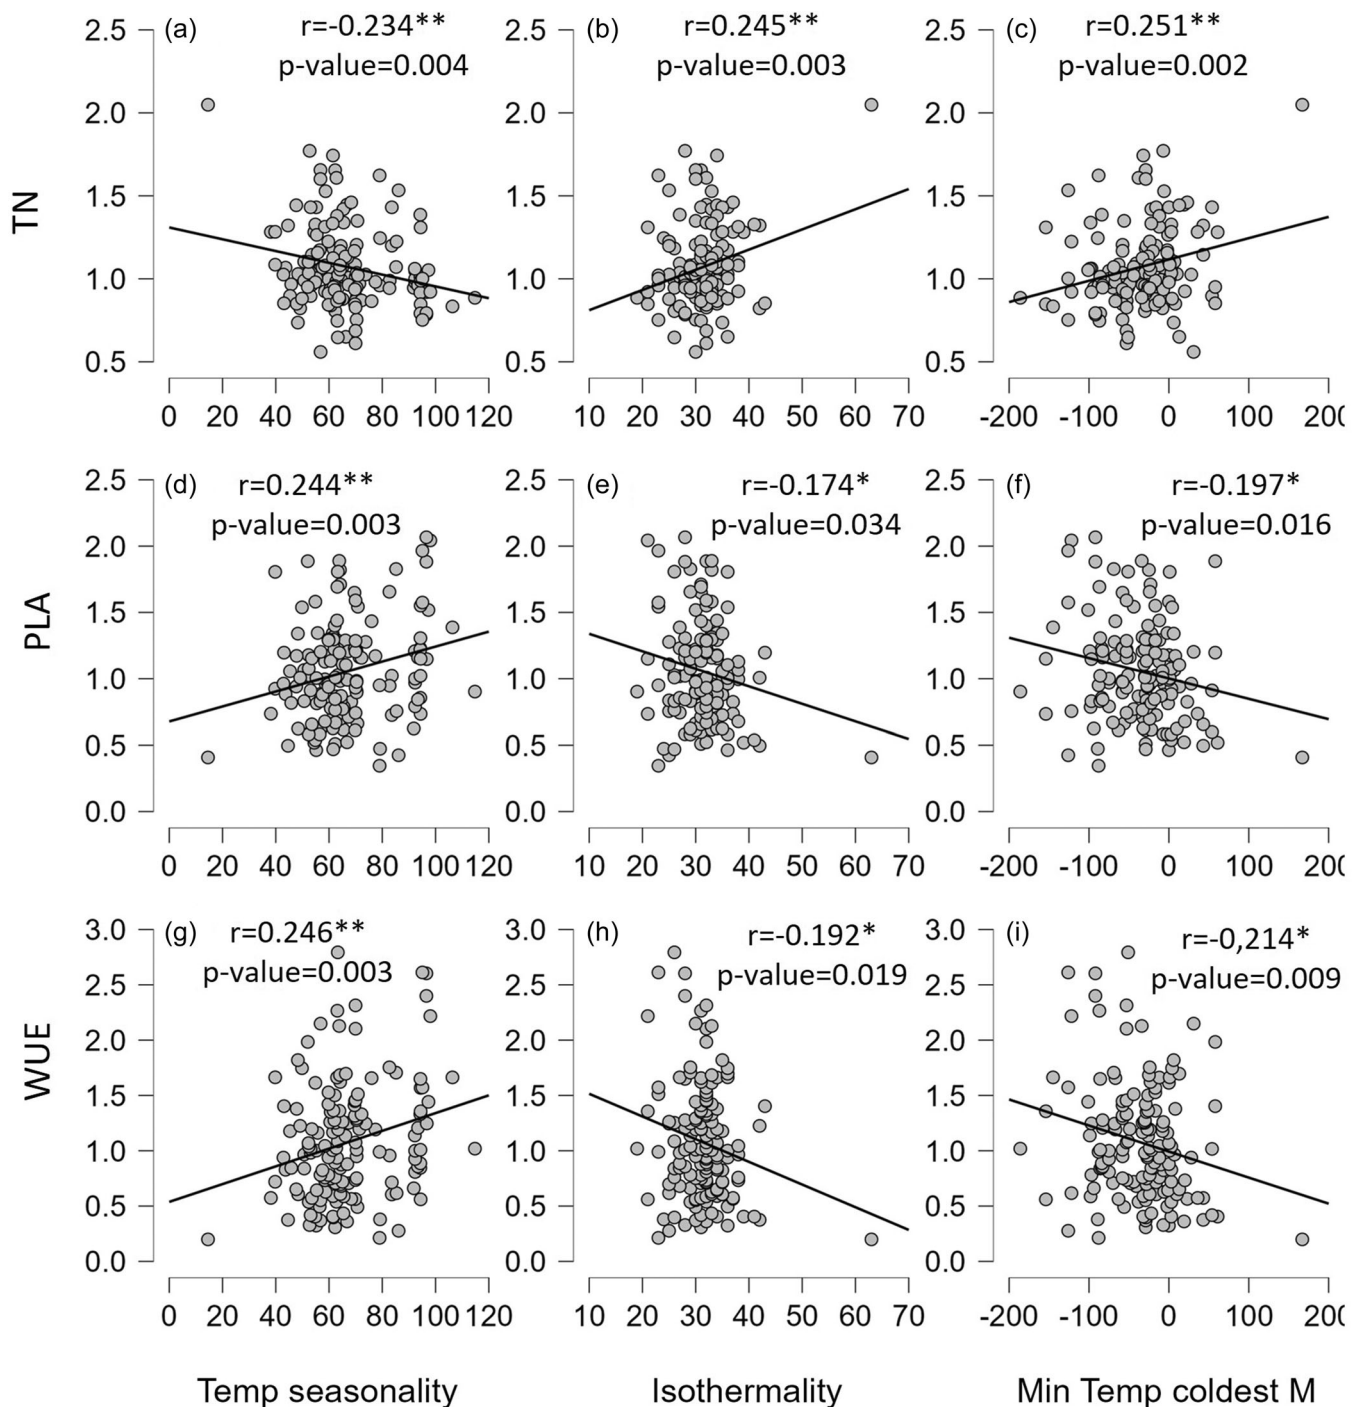 (a) r=-0.234**
p-value=0.004
(b) r=0.245**
p-value=0.003
(c) r=0.251**
p-value=0.002
TN
2.5
2.0
1.5
1.0
0.5
2.5
2.0
1.5
1.0
0.5
2.5
2.0
1.5
1.0
0.5
0 20 40 60 80 100 120
10 20 30 40 50 60 70
-200 -100 0 100 200
(d) r=0.244**
p-value=0.003
(e) r=-0.174*
p-value=0.034
(f) r=-0.197*
p-value=0.016
PLA
2.5
2.0
1.5
1.0
0.5
0.0
2.5
2.0
1.5
1.0
0.5
0.0
2.5
2.0
1.5
1.0
0.5
0.0
0 20 40 60 80 100 120
10 20 30 40 50 60 70
-200 -100 0 100 200
(g) r=0.246**
p-value=0.003
(h) r=-0.192*
p-value=0.019
(i) r=-0,214*
p-value=0.009
WUE
3.0
2.5
2.0
1.5
1.0
0.5
0.0
3.0
2.5
2.0
1.5
1.0
0.5
0.0
3.0
2.5
2.0
1.5
1.0
0.5
0.0
0 20 40 60 80 100 120
10 20 30 40 50 60 70
-200 -100 0 100 200
Temp seasonality
Isothermality
Min Temp coldest M